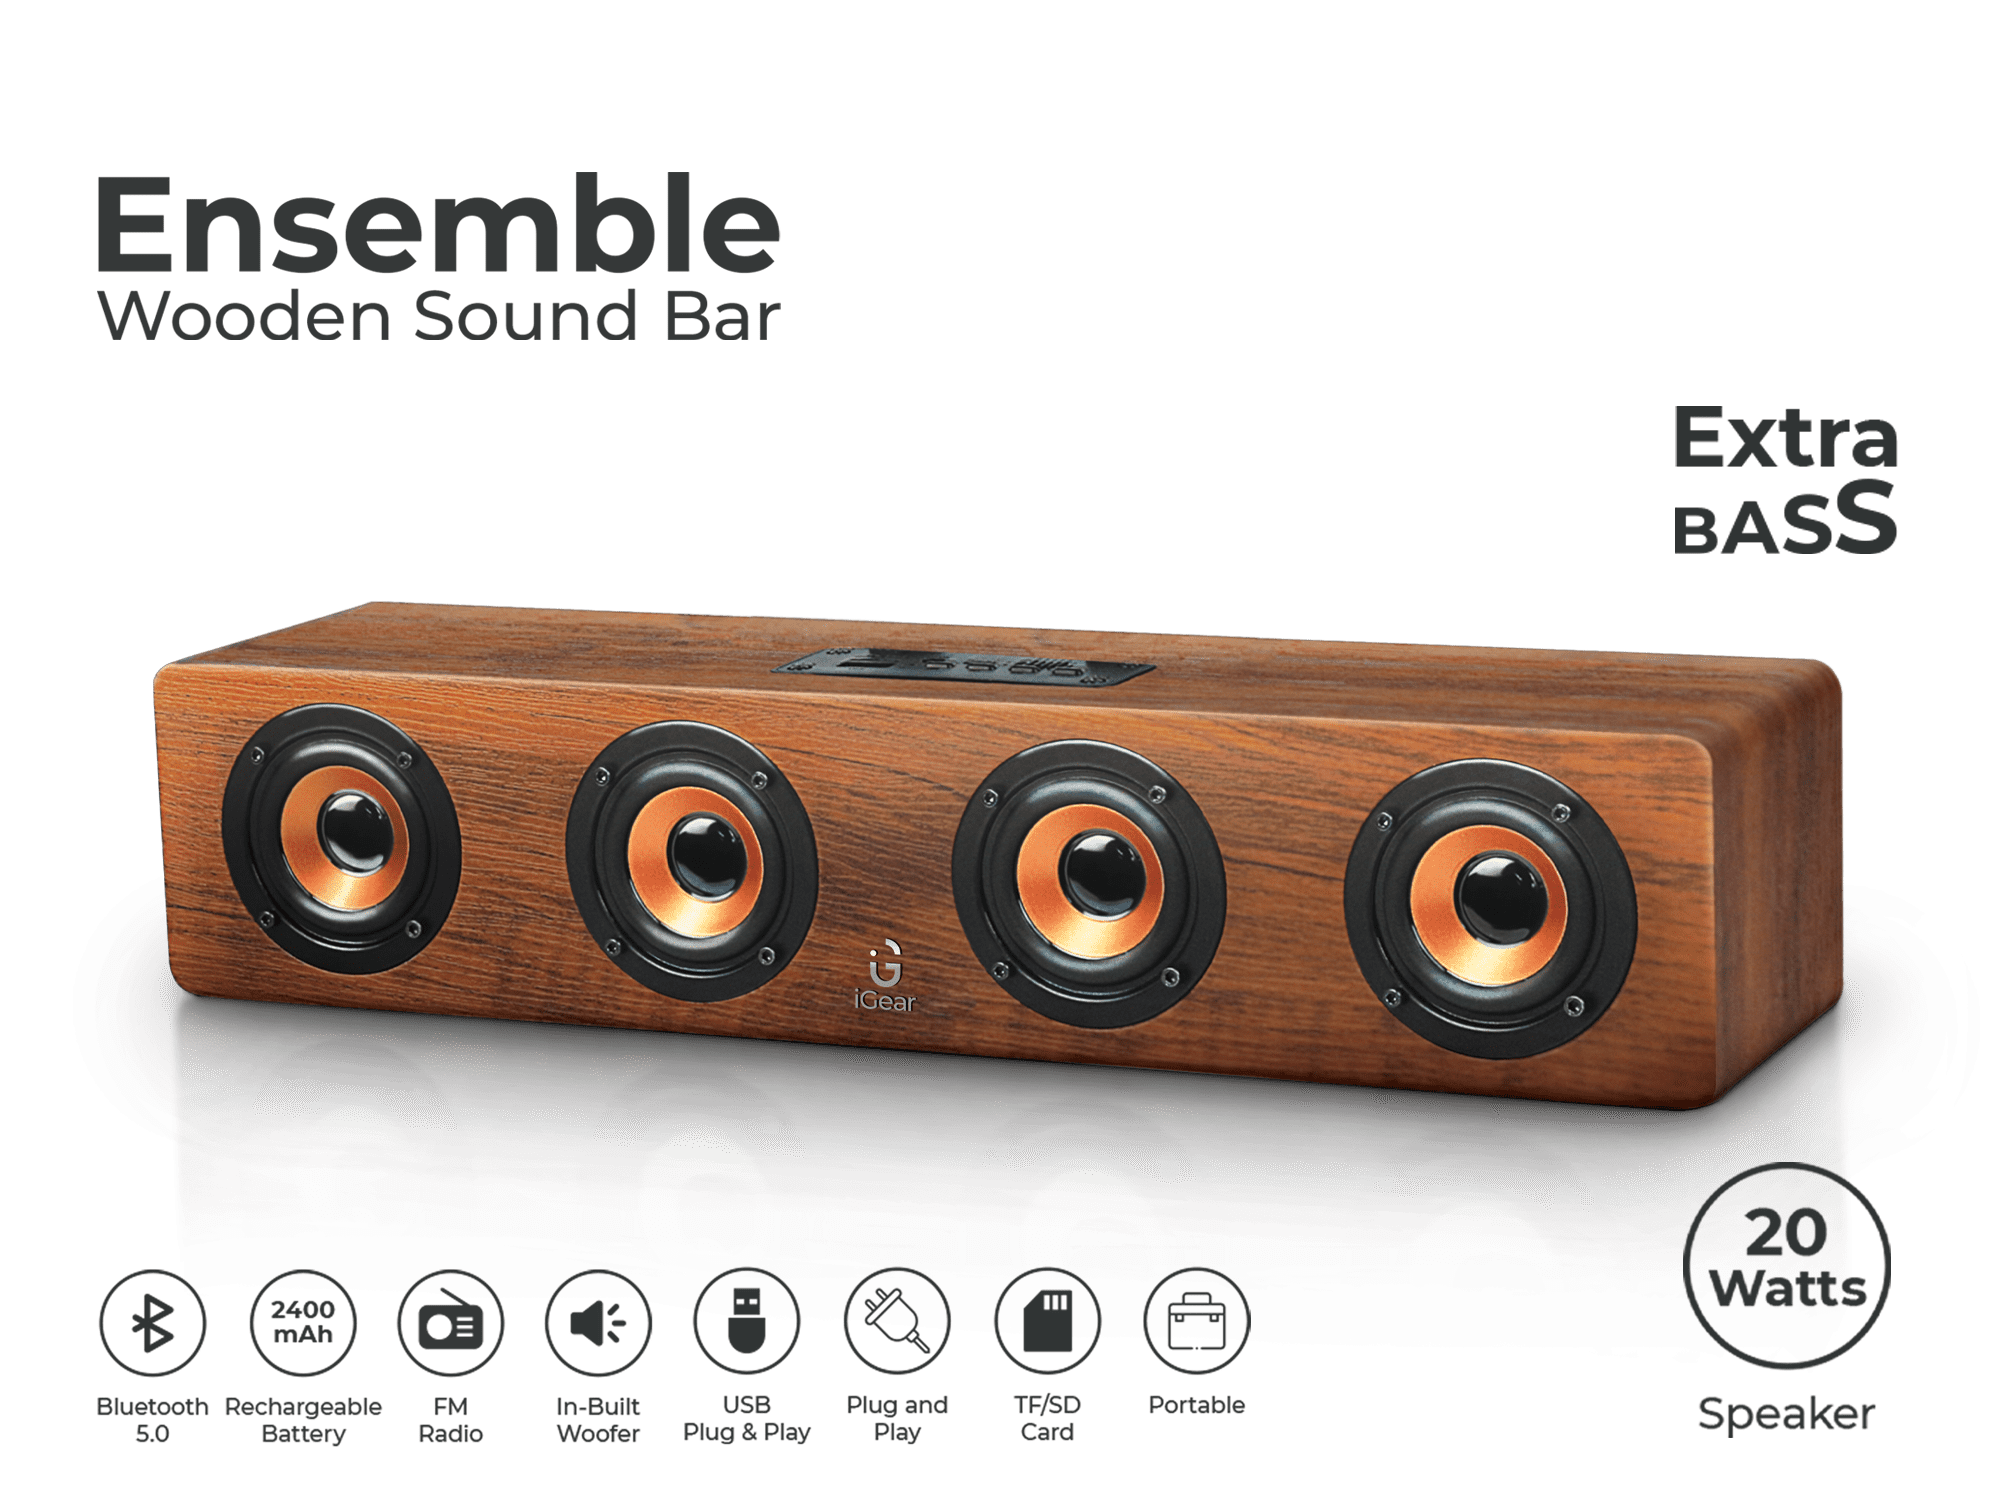 Ensemble
Wooden Sound Bar
Extra
BASS
iGear
20
Watts
Speaker
2400
mAh
Bluetooth
5.0
Rechargeable
Battery
FM
Radio
In-Built
Woofer
USB
Plug & Play
Plug and
Play
TF/SD
Card
Portable